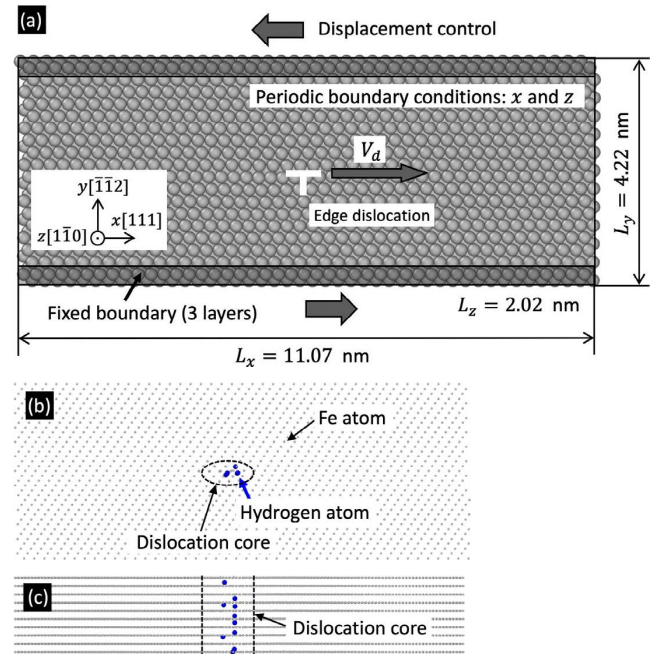 (a)
Displacement control
Periodic boundary conditions: x and z
V_d
Edge dislocation
y[1̅1̅2]
x[111]
z[11̅0]
L_y = 4.22 nm
Fixed boundary (3 layers)
L_z = 2.02 nm
L_x = 11.07 nm
(b)
Fe atom
Hydrogen atom
Dislocation core
(c)
Dislocation core